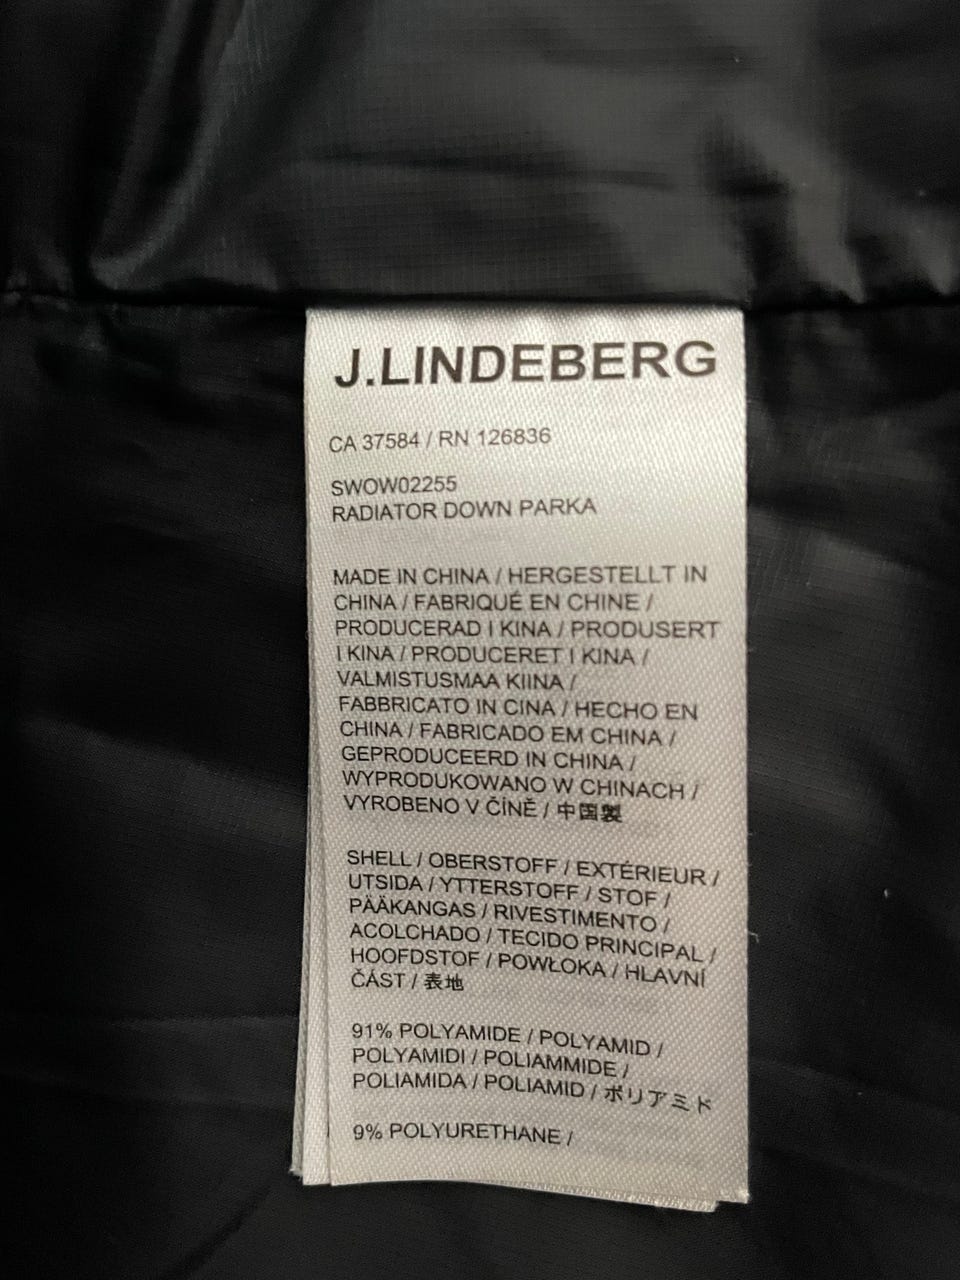 J.LINDEBERG
CA 37584 / RN 126836
SWOW02255
RADIATOR DOWN PARKA
MADE IN CHINA / HERGESTELLT IN
CHINA / FABRIQUÉ EN CHINE /
PRODUCERAD I KINA / PRODUSERT
I KINA / PRODUCERET I KINA /
VALMISTUSMAA KIINA /
FABBRICATO IN CINA / HECHO EN
CHINA / FABRICADO EM CHINA /
GEPRODUCEERD IN CHINA /
WYPRODUKOWANO W CHINACH /
VYROBENO V ČÍNĚ / 中国製
SHELL / OBERSTOFF / EXTÉRIEUR /
UTSIDA / YTTERSTOFF / STOF /
PÄÄKANGAS / RIVESTIMENTO /
ACOLCHADO / TECIDO PRINCIPAL /
HOOFDSTOF / POWŁOKA / HLAVNÍ
ČÁST / 表地
91% POLYAMIDE / POLYAMID /
POLYAMIDI / POLIAMMIDE /
POLIAMIDA / POLIAMID / ポリアミド
9% POLYURETHANE /